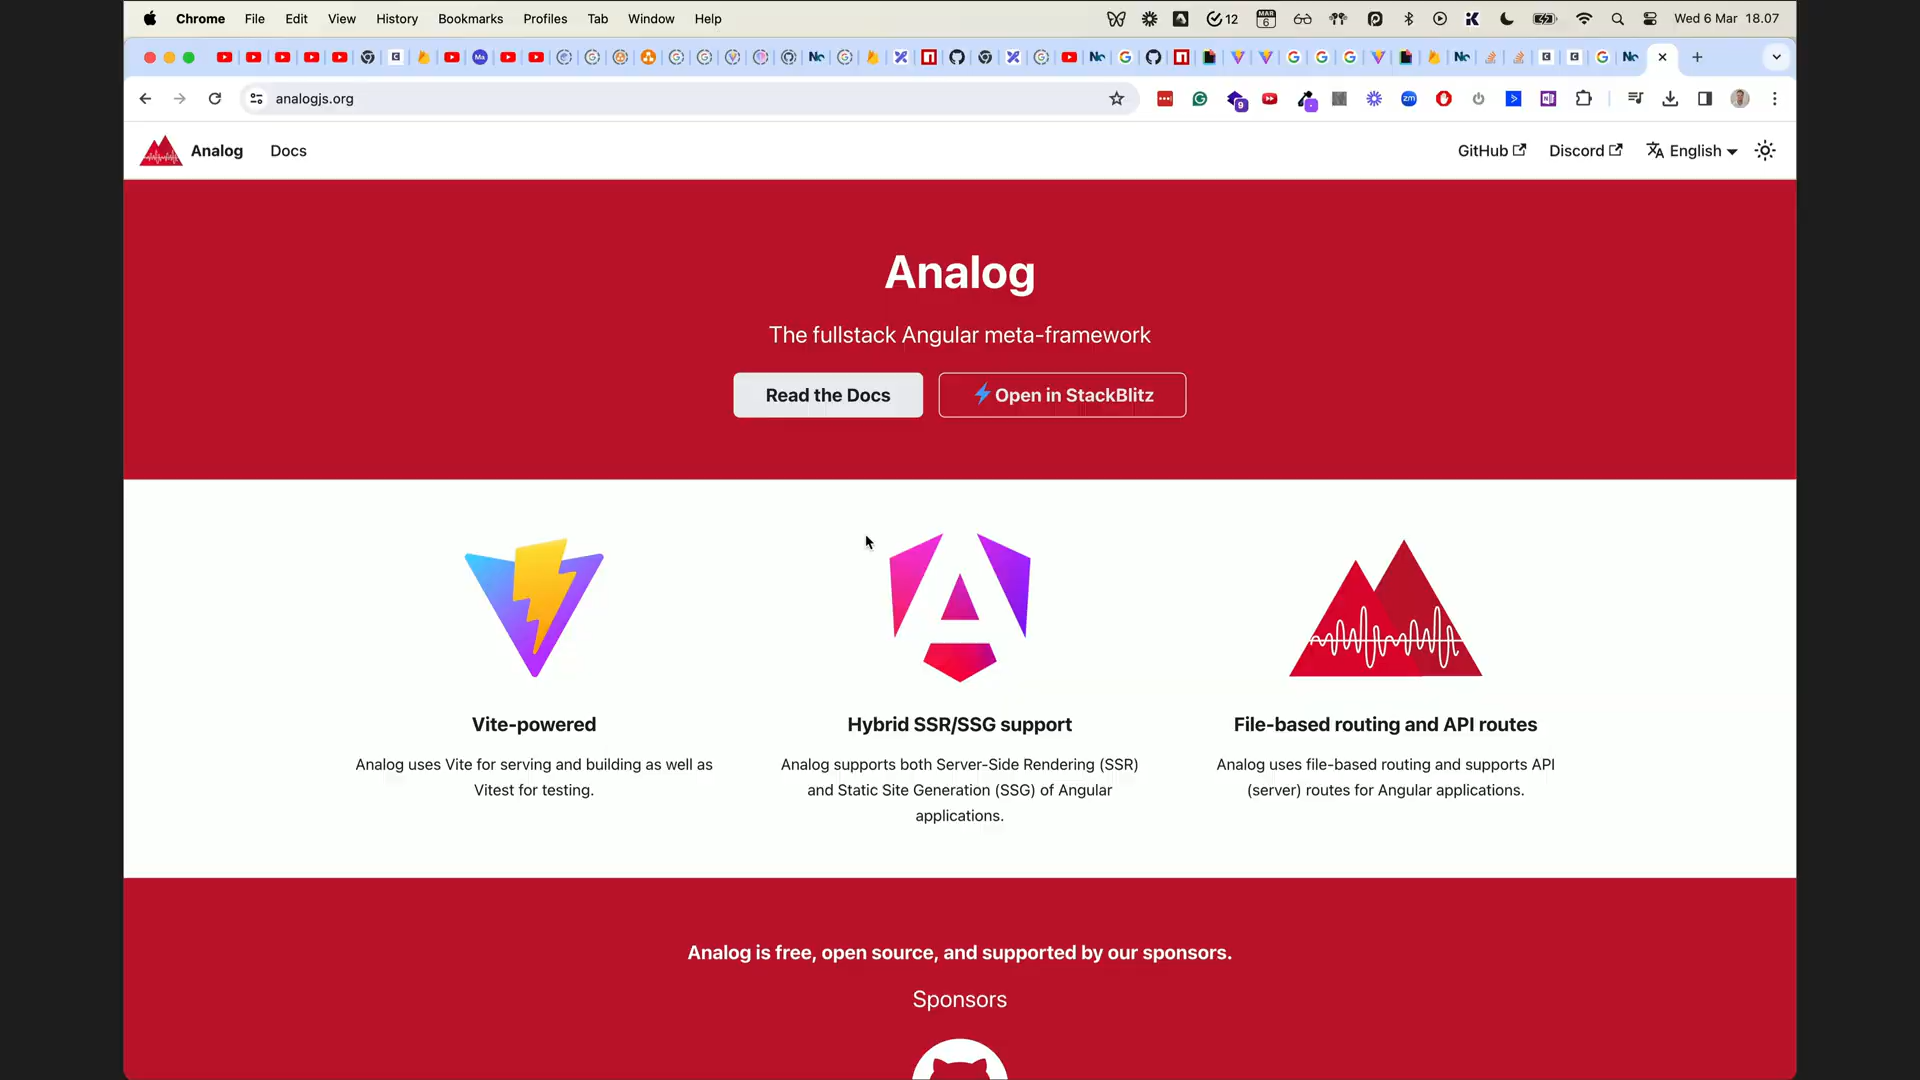 Chrome File Edit View History Bookmarks Profiles Tab Window Help 12 MAR 6 Wed 6 Mar 18.07
analogjs.org 9 zm
Analog Docs GitHub Discord English
Analog
The fullstack Angular meta-framework
Read the Docs Open in StackBlitz
Vite-powered Hybrid SSR/SSG support File-based routing and API routes
Analog uses Vite for serving and building as well as
Vitest for testing.
Analog supports both Server-Side Rendering (SSR)
and Static Site Generation (SSG) of Angular
applications.
Analog uses file-based routing and supports API
(server) routes for Angular applications.
Analog is free, open source, and supported by our sponsors.
Sponsors